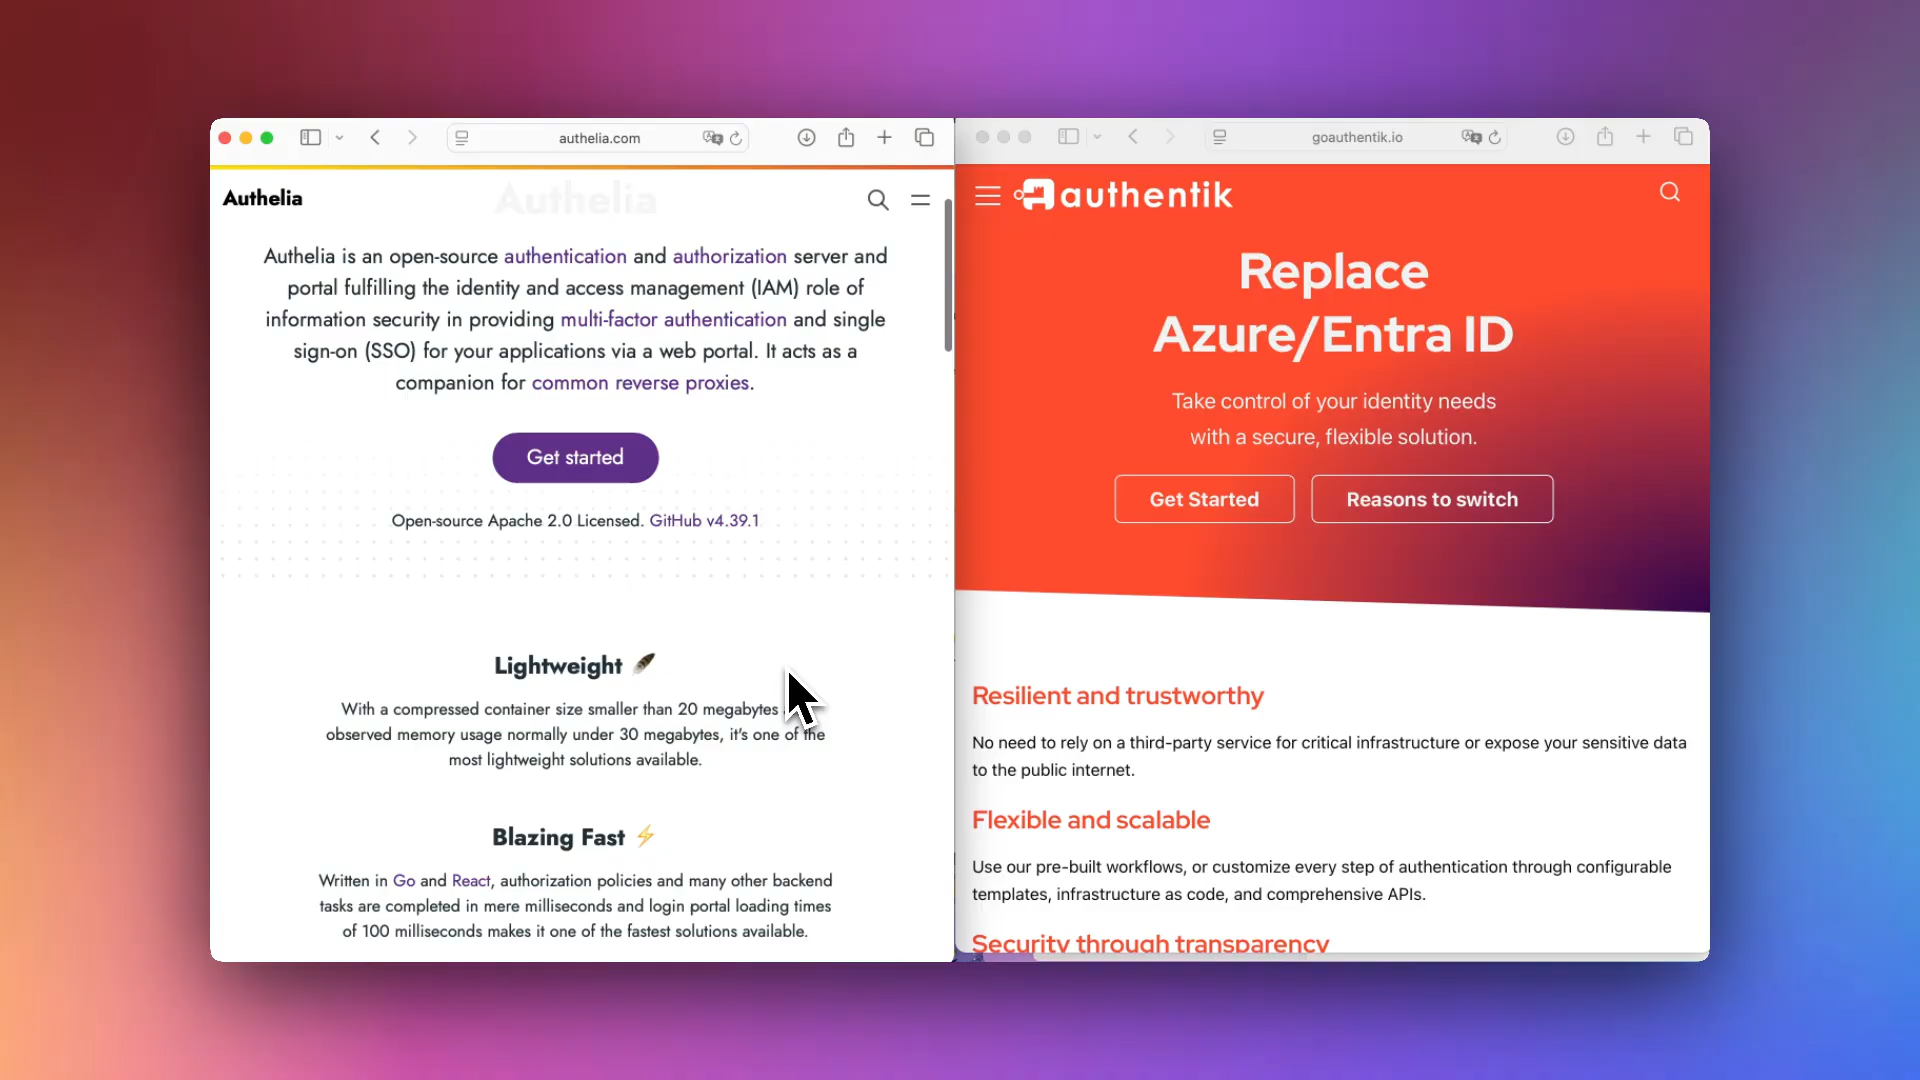 authelia.com
Authelia
Authelia
Authelia is an open-source authentication and authorization server and
portal fulfilling the identity and access management (IAM) role of
information security in providing multi-factor authentication and single
sign-on (SSO) for your applications via a web portal. It acts as a
companion for common reverse proxies.
Get started
Open-source Apache 2.0 Licensed. GitHub v4.39.1
Lightweight
With a compressed container size smaller than 20 megabytes
observed memory usage normally under 30 megabytes, it's one of the
most lightweight solutions available.
Blazing Fast ⚡
Written in Go and React, authorization policies and many other backend
tasks are completed in mere milliseconds and login portal loading times
of 100 milliseconds makes it one of the fastest solutions available.
goauthentik.io
authentik
Replace
Azure/Entra ID
Take control of your identity needs
with a secure, flexible solution.
Get Started
Reasons to switch
Resilient and trustworthy
No need to rely on a third-party service for critical infrastructure or expose your sensitive data
to the public internet.
Flexible and scalable
Use our pre-built workflows, or customize every step of authentication through configurable
templates, infrastructure as code, and comprehensive APIs.
Security through transparency